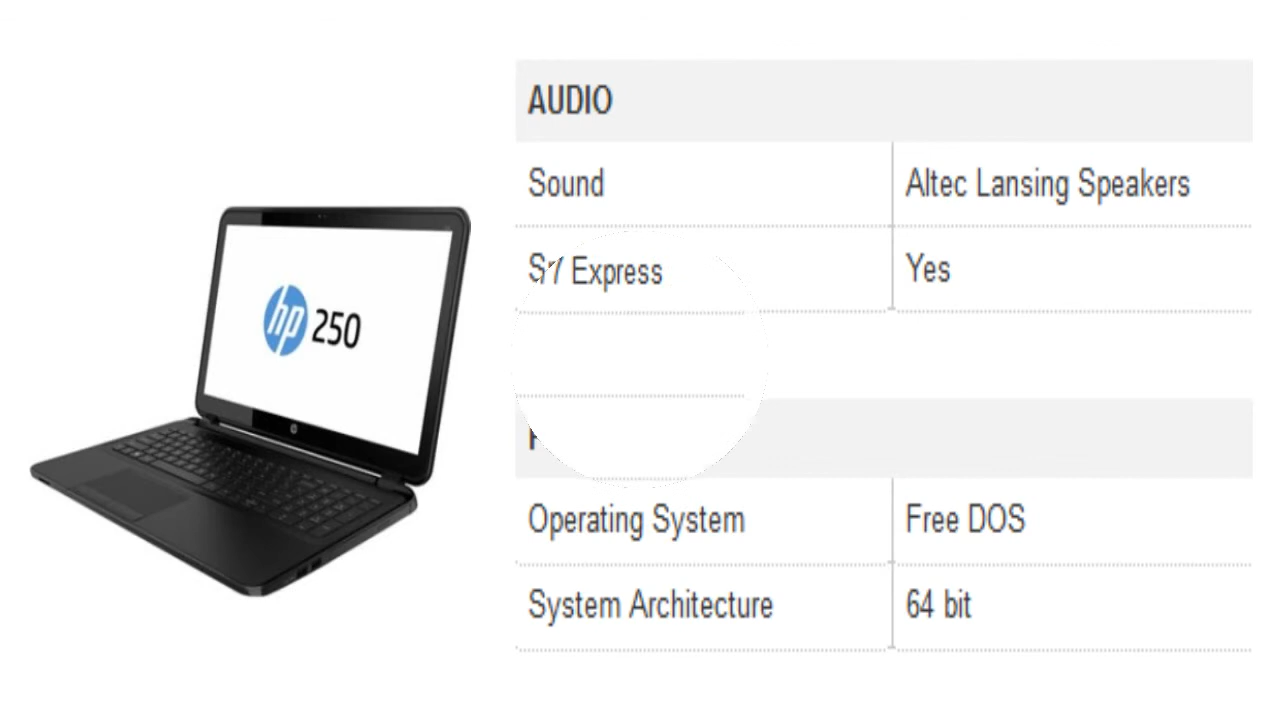 hp 250
AUDIO
Sound Altec Lansing Speakers
Express Yes
Operating System Free DOS
System Architecture 64 bit